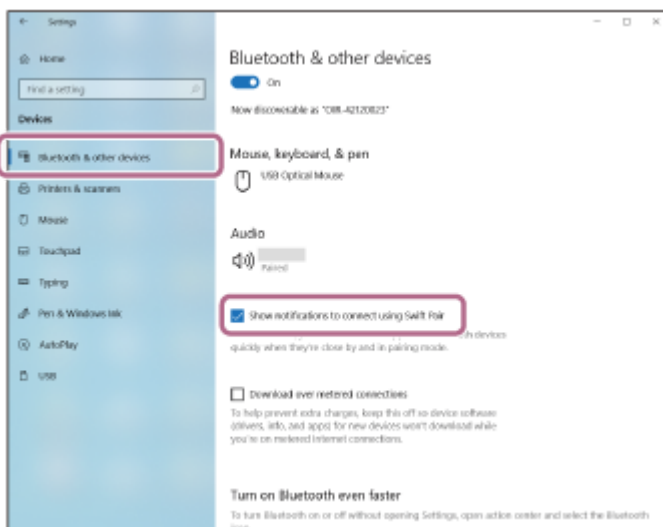 Settings
Home
Find a setting
Devices
Bluetooth & other devices
Printers & scanners
Mouse
Touchpad
Typing
Pen & Windows Ink
AutoPlay
USB
Bluetooth & other devices
On
Now discoverable as
Mouse, keyboard, & pen
USB Optical Mouse
Audio
Paired
Show notifications to connect using Swift Pair
devices
quickly when they're close by and in pairing mode.
Download over metered connections
To help prevent extra charges, keep this off so device software
(drivers, info, and apps) for new devices won't download while
you're on metered Internet connections.
Turn on Bluetooth even faster
To turn Bluetooth on or off without opening Settings, open action center and select the Bluetooth